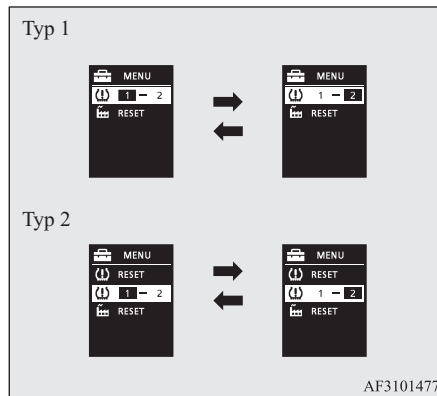 Typ 1
MENU MENU
1 – 2 1 – 2
RESET RESET
Typ 2
MENU MENU
RESET RESET
1 – 2 1 – 2
RESET RESET
AF3101477